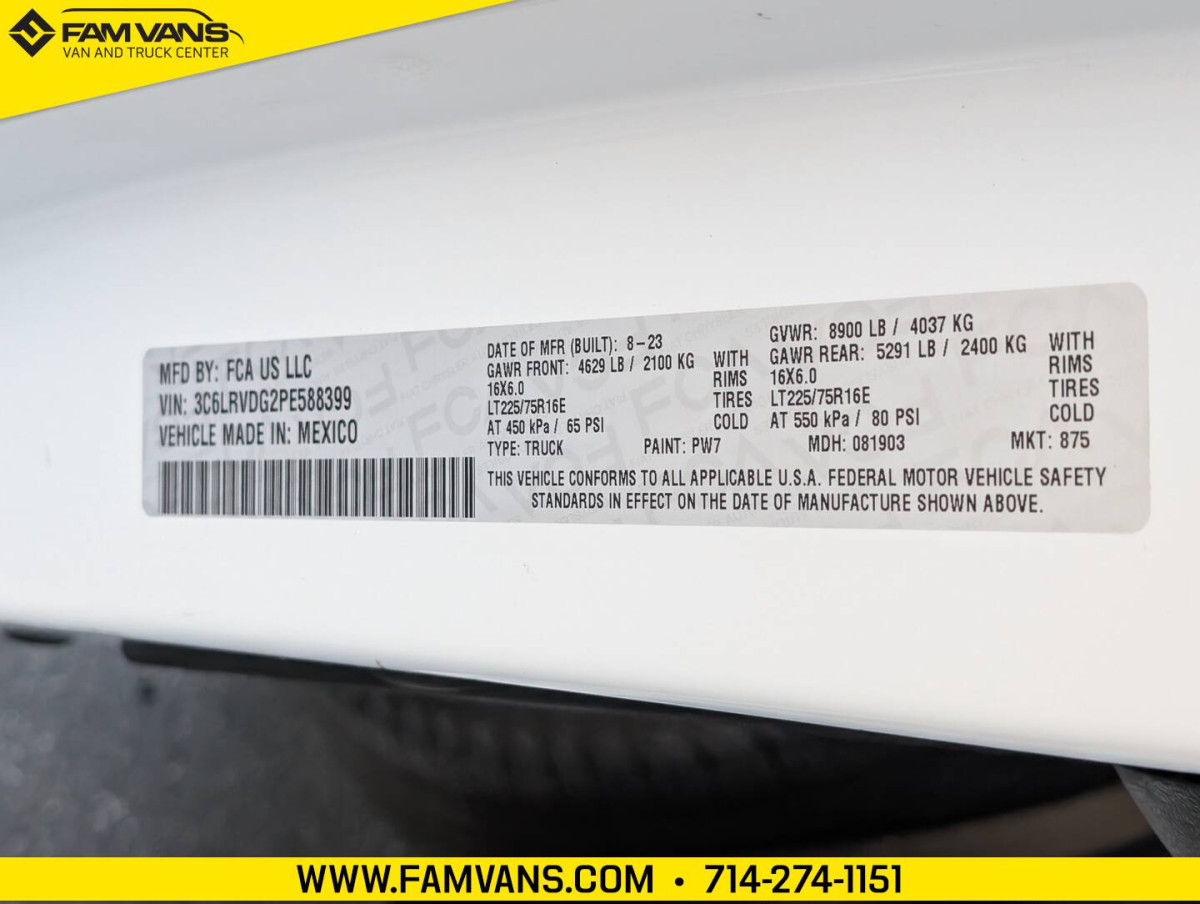 FAM VANS
VAN AND TRUCK CENTER
MFD BY: FCA US LLC
VIN: 3C6LRVDG2PE588399
VEHICLE MADE IN: MEXICO
DATE OF MFR (BUILT): 8-23
GAWR FRONT: 4629 LB / 2100 KG WITH
16X6.0 RIMS
LT225/75R16E TIRES
AT 450 kPa / 65 PSI COLD
GVWR: 8900 LB / 4037 KG
GAWR REAR: 5291 LB / 2400 KG WITH
16X6.0 RIMS
LT225/75R16E TIRES
AT 550 kPa / 80 PSI COLD
TYPE: TRUCK PAINT: PW7 MDH: 081903 MKT: 875
THIS VEHICLE CONFORMS TO ALL APPLICABLE U.S.A. FEDERAL MOTOR VEHICLE SAFETY
STANDARDS IN EFFECT ON THE DATE OF MANUFACTURE SHOWN ABOVE.
WWW.FAMVANS.COM • 714-274-1151